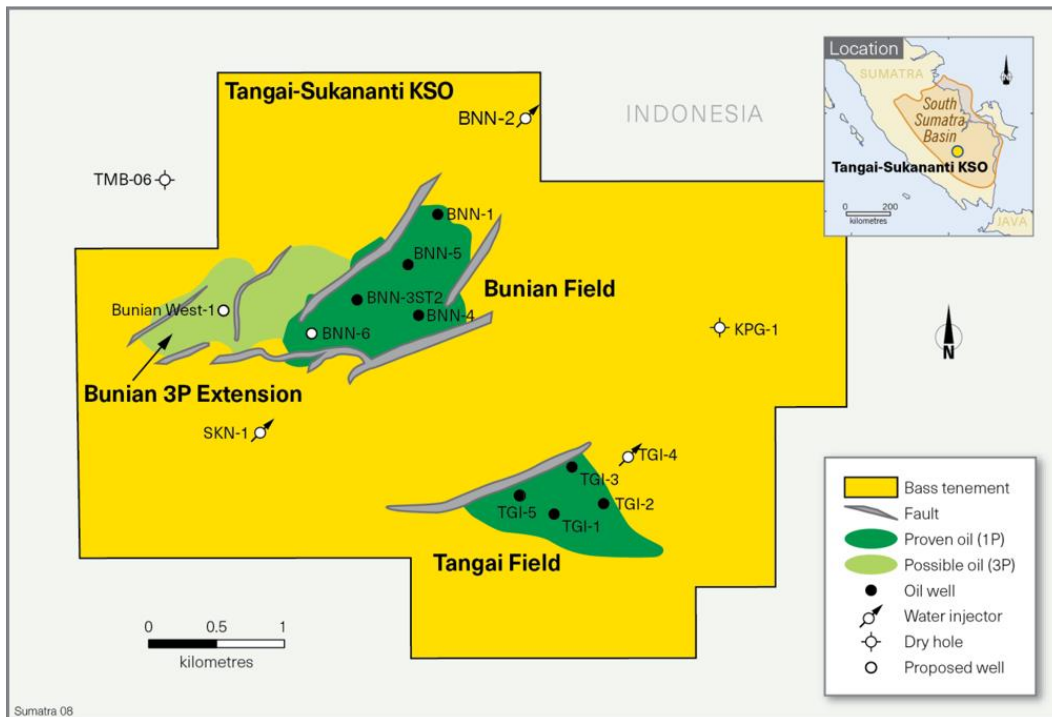 Tangai-Sukananti KSO
BNN-2
INDONESIA
TMB-06
BNN-1
BNN-5
Bunian Field
BNN-3ST2
Bunian West-1
BNN-4
BNN-6
KPG-1
N
Bunian 3P Extension
SKN-1
TGI-4
TGI-3
TGI-5
TGI-2
TGI-1
Tangai Field
0 0.5 1
kilometres
Sumatra 08
Location
SUMATRA
N
South
Sumatra
Basin
Tangai-Sukananti KSO
0 200
kilometres
JAVA
Bass tenement
Fault
Proven oil (1P)
Possible oil (3P)
Oil well
Water injector
Dry hole
Proposed well